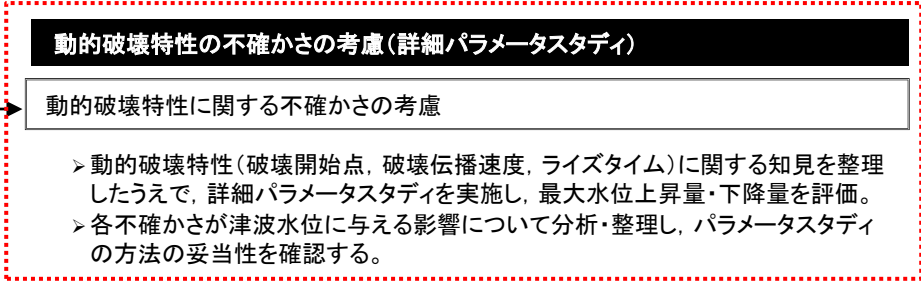 動的破壊特性の不確かさの考慮(詳細パラメータスタディ)
動的破壊特性に関する不確かさの考慮
➢動的破壊特性(破壊開始点，破壊伝播速度，ライズタイム)に関する知見を整理
したうえで，詳細パラメータスタディを実施し，最大水位上昇量・下降量を評価。
➢各不確かさが津波水位に与える影響について分析・整理し，パラメータスタディ
の方法の妥当性を確認する。